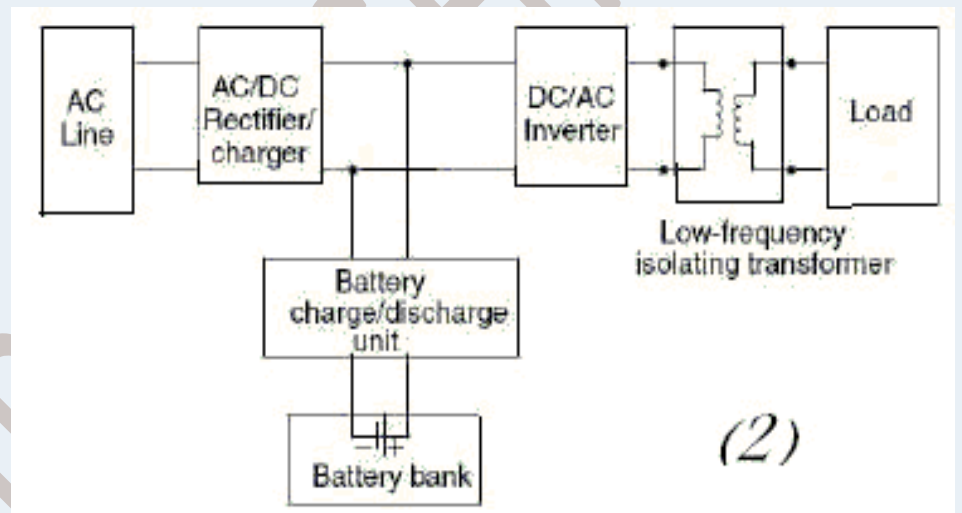 AC
Line
AC/DC
Rectifier/
charger
DC/AC
Inverter
Load
Low-frequency
isolating transformer
Battery
charge/discharge
unit
− +
Battery bank
(2)